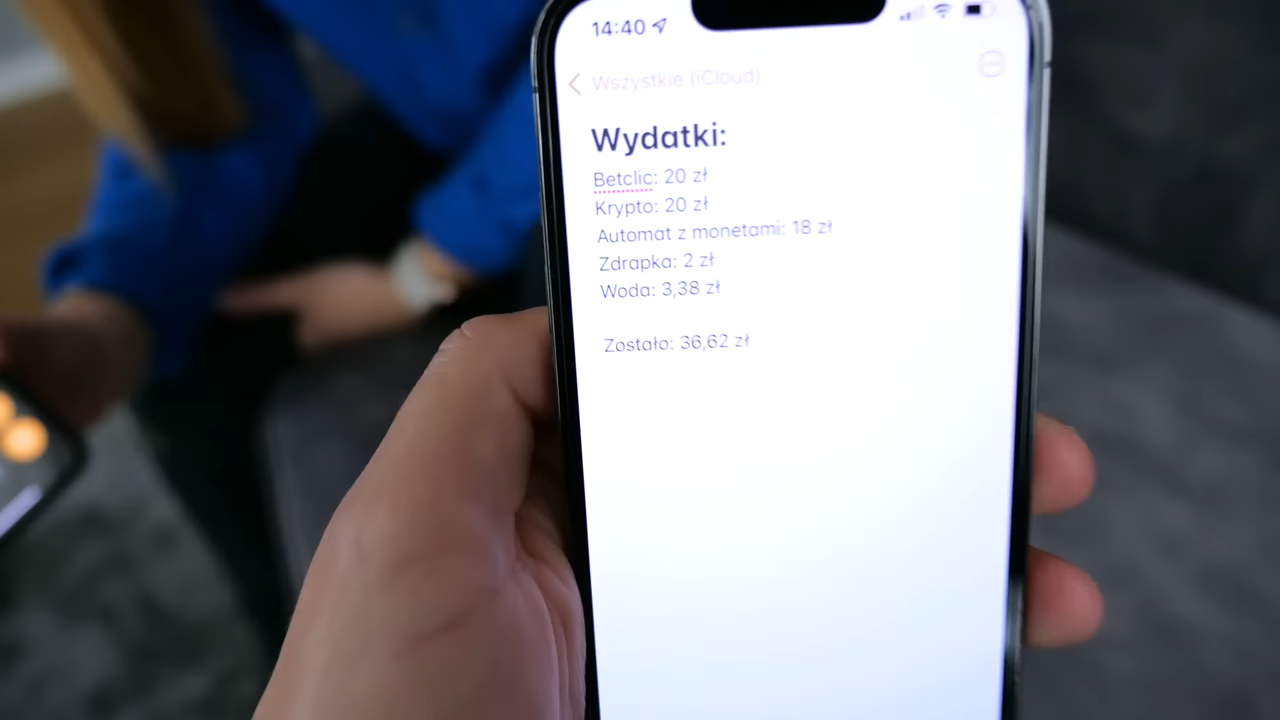 14:40
Wszystkie (iCloud)
Wydatki:
Betclic: 20 zł
Krypto: 20 zł
Automat z monetami: 18 zł
Zdrapka: 2 zł
Woda: 3,38 zł
Zostało: 36,62 zł